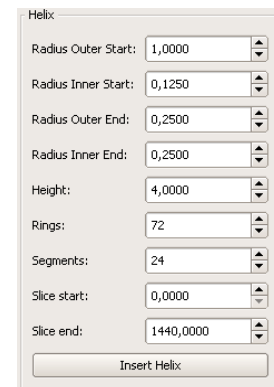 Helix
Radius Outer Start: 1,0000
Radius Inner Start: 0,1250
Radius Outer End: 0,2500
Radius Inner End: 0,2500
Height: 4,0000
Rings: 72
Segments: 24
Slice start: 0,0000
Slice end: 1440,0000
Insert Helix